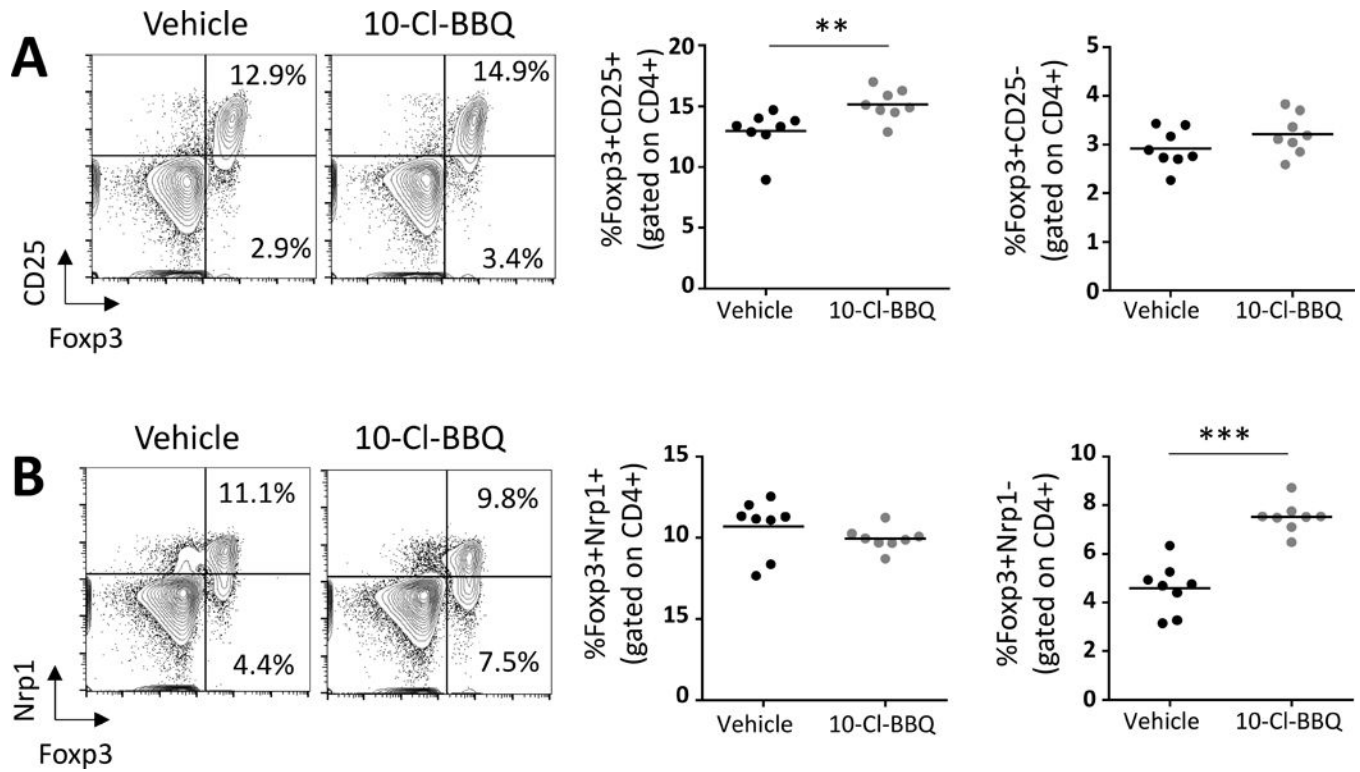 A
Vehicle
10-Cl-BBQ
12.9%
14.9%
2.9%
3.4%
CD25
Foxp3
%Foxp3+CD25+
(gated on CD4+)
20
15
10
5
0
**
Vehicle
10-Cl-BBQ
%Foxp3+CD25-
(gated on CD4+)
5
4
3
2
1
0
Vehicle
10-Cl-BBQ
B
Vehicle
10-Cl-BBQ
11.1%
9.8%
4.4%
7.5%
Nrp1
Foxp3
%Foxp3+Nrp1+
(gated on CD4+)
15
10
15
0
Vehicle
10-Cl-BBQ
%Foxp3+Nrp1-
(gated on CD4+)
10
8
6
4
2
0
***
Vehicle
10-Cl-BBQ